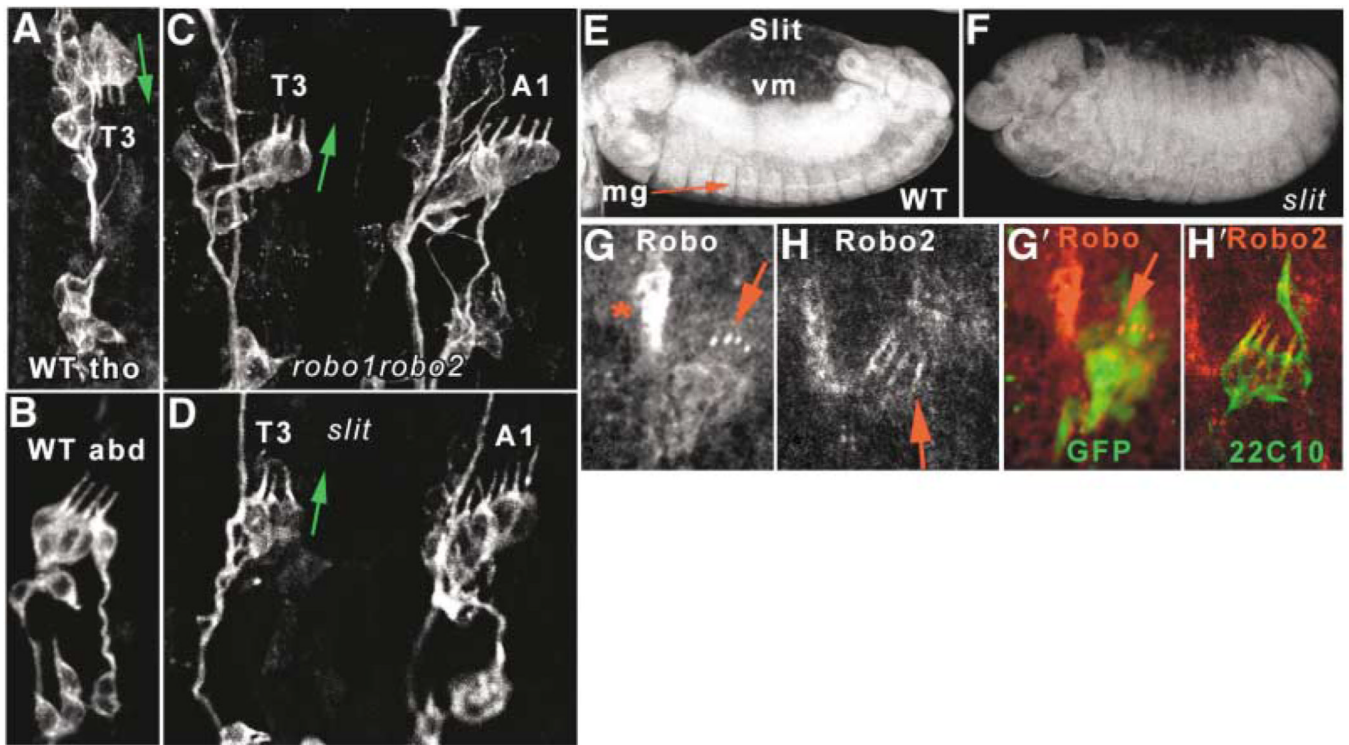 A
T3
WT tho
B
WT abd
C
T3
A1
robo1robo2
D
T3
slit
A1
E
Slit
vm
mg
WT
F
slit
G
Robo
*
H
Robo2
G′
Robo
GFP
H′
Robo2
22C10